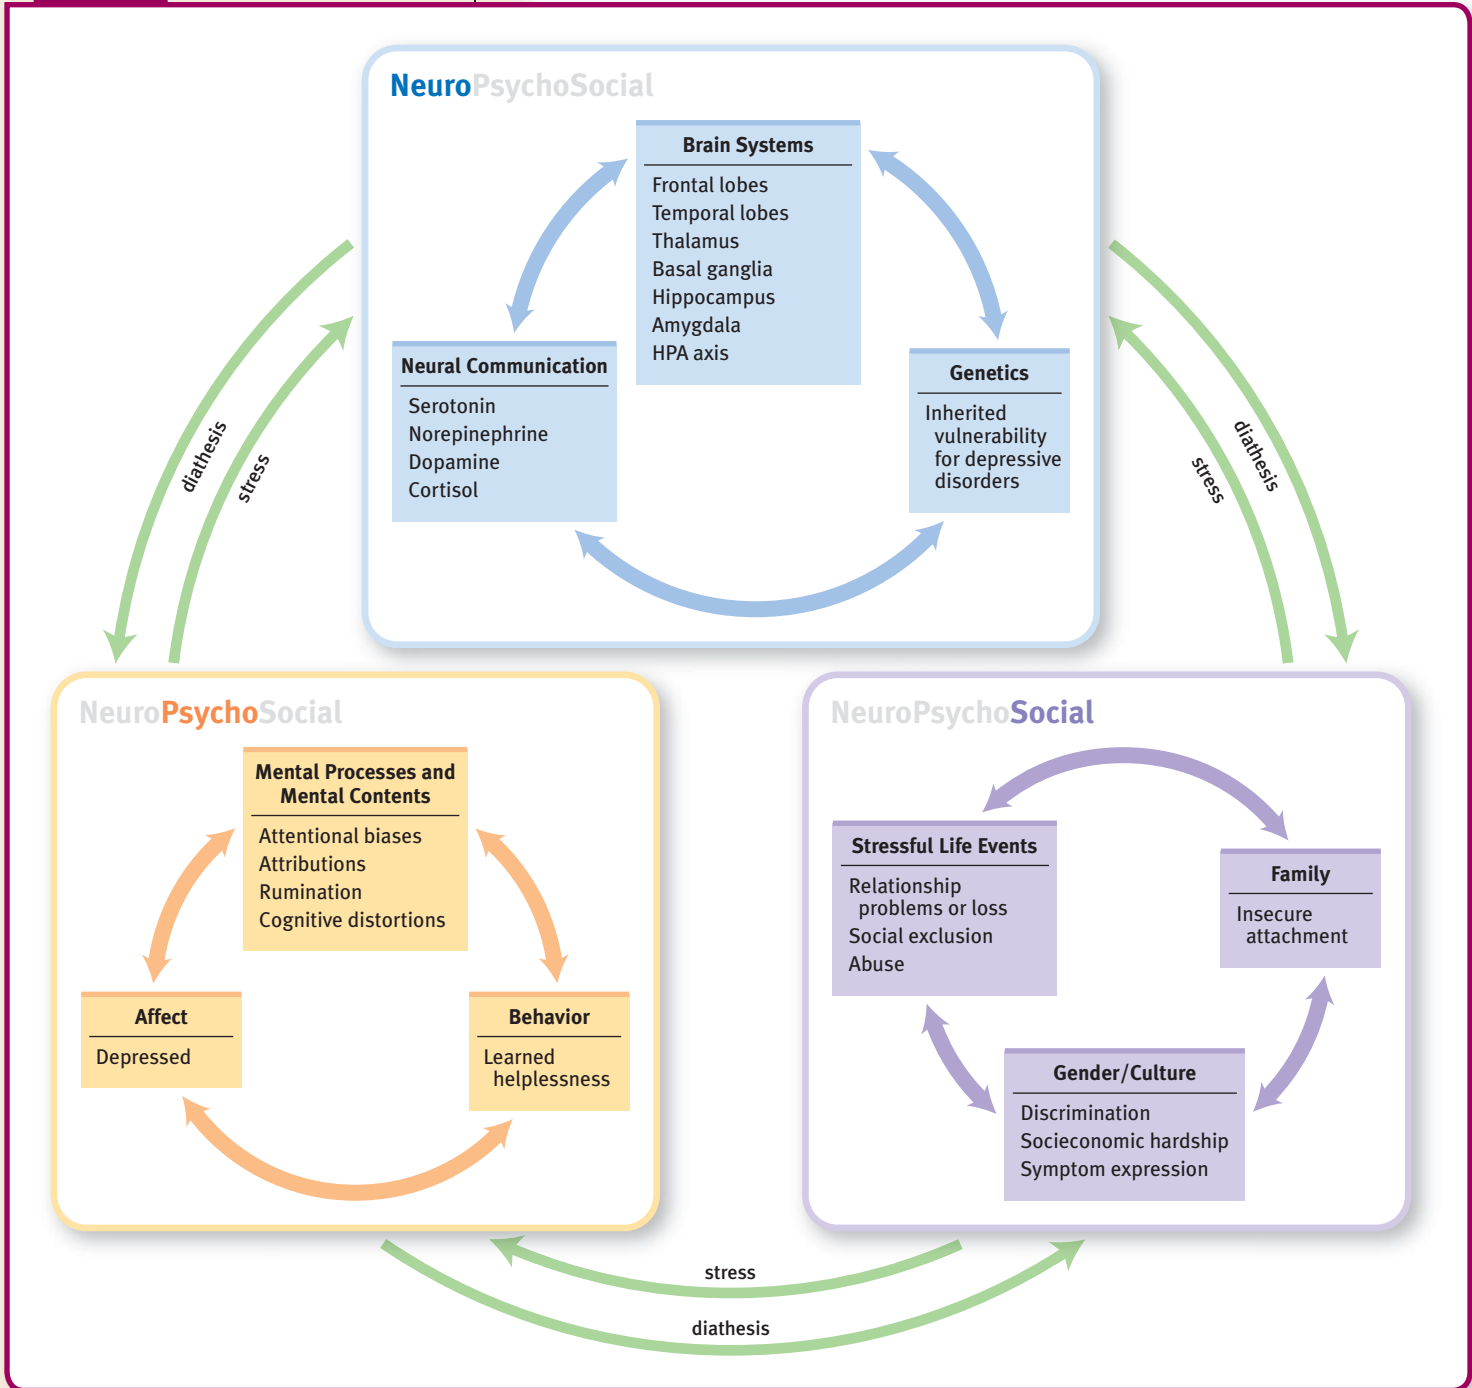 NeuroPsychoSocial
Brain Systems
Frontal lobes
Temporal lobes
Thalamus
Basal ganglia
Hippocampus
Amygdala
HPA axis
Neural Communication
Serotonin
Norepinephrine
Dopamine
Cortisol
Genetics
Inherited
vulnerability
for depressive
disorders
diathesis
stress
stress
diathesis
NeuroPsychoSocial
Mental Processes and
Mental Contents
Attentional biases
Attributions
Rumination
Cognitive distortions
Affect
Depressed
Behavior
Learned
helplessness
NeuroPsychoSocial
Stressful Life Events
Relationship
problems or loss
Social exclusion
Abuse
Family
Insecure
attachment
Gender/Culture
Discrimination
Socieconomic hardship
Symptom expression
stress
diathesis